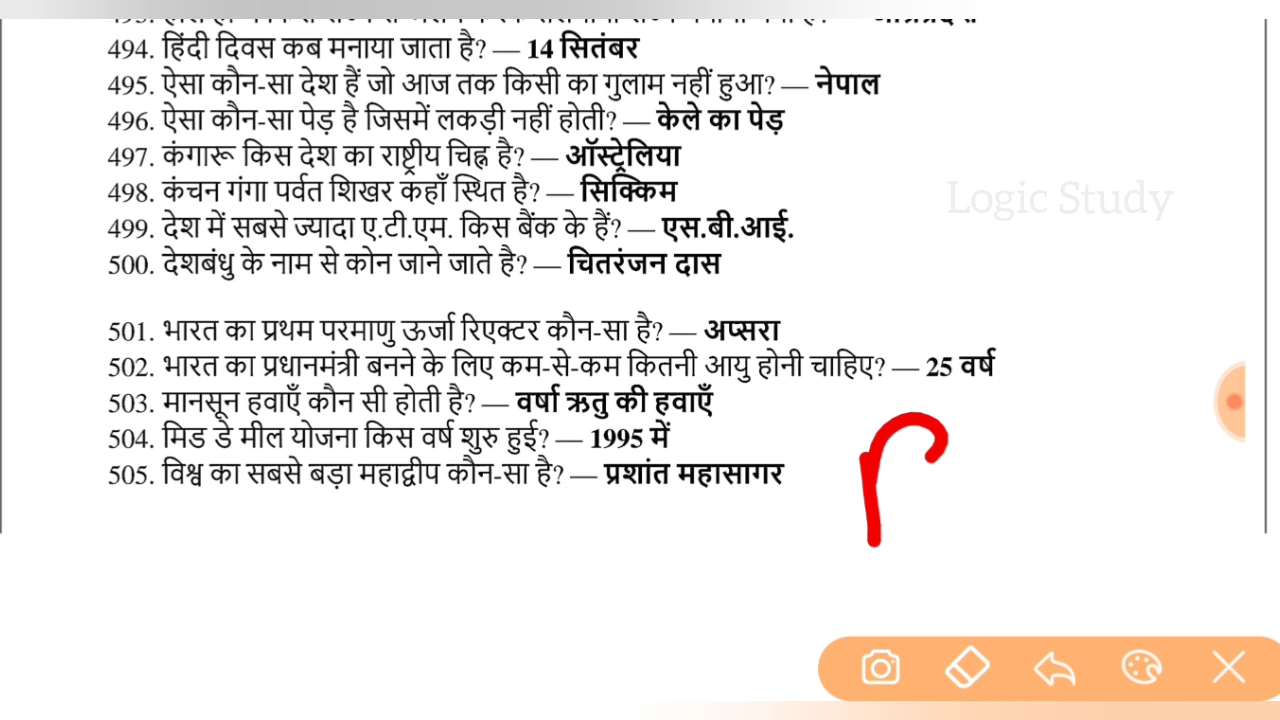 494. हिंदी दिवस कब मनाया जाता है? — 14 सितंबर
495. ऐसा कौन-सा देश हैं जो आज तक किसी का गुलाम नहीं हुआ? — नेपाल
496. ऐसा कौन-सा पेड़ है जिसमें लकड़ी नहीं होती? — केले का पेड़
497. कंगारू किस देश का राष्ट्रीय चिह्न है? — ऑस्ट्रेलिया
498. कंचन गंगा पर्वत शिखर कहाँ स्थित है? — सिक्किम
Logic Study
499. देश में सबसे ज्यादा ए.टी.एम. किस बैंक के हैं? — एस.बी.आई.
500. देशबंधु के नाम से कोन जाने जाते है? — चितरंजन दास
501. भारत का प्रथम परमाणु ऊर्जा रिएक्टर कौन-सा है? — अप्सरा
502. भारत का प्रधानमंत्री बनने के लिए कम-से-कम कितनी आयु होनी चाहिए? — 25 वर्ष
503. मानसून हवाएँ कौन सी होती है? — वर्षा ऋतु की हवाएँ
504. मिड डे मील योजना किस वर्ष शुरु हुई? — 1995 में
505. विश्व का सबसे बड़ा महाद्वीप कौन-सा है? — प्रशांत महासागर